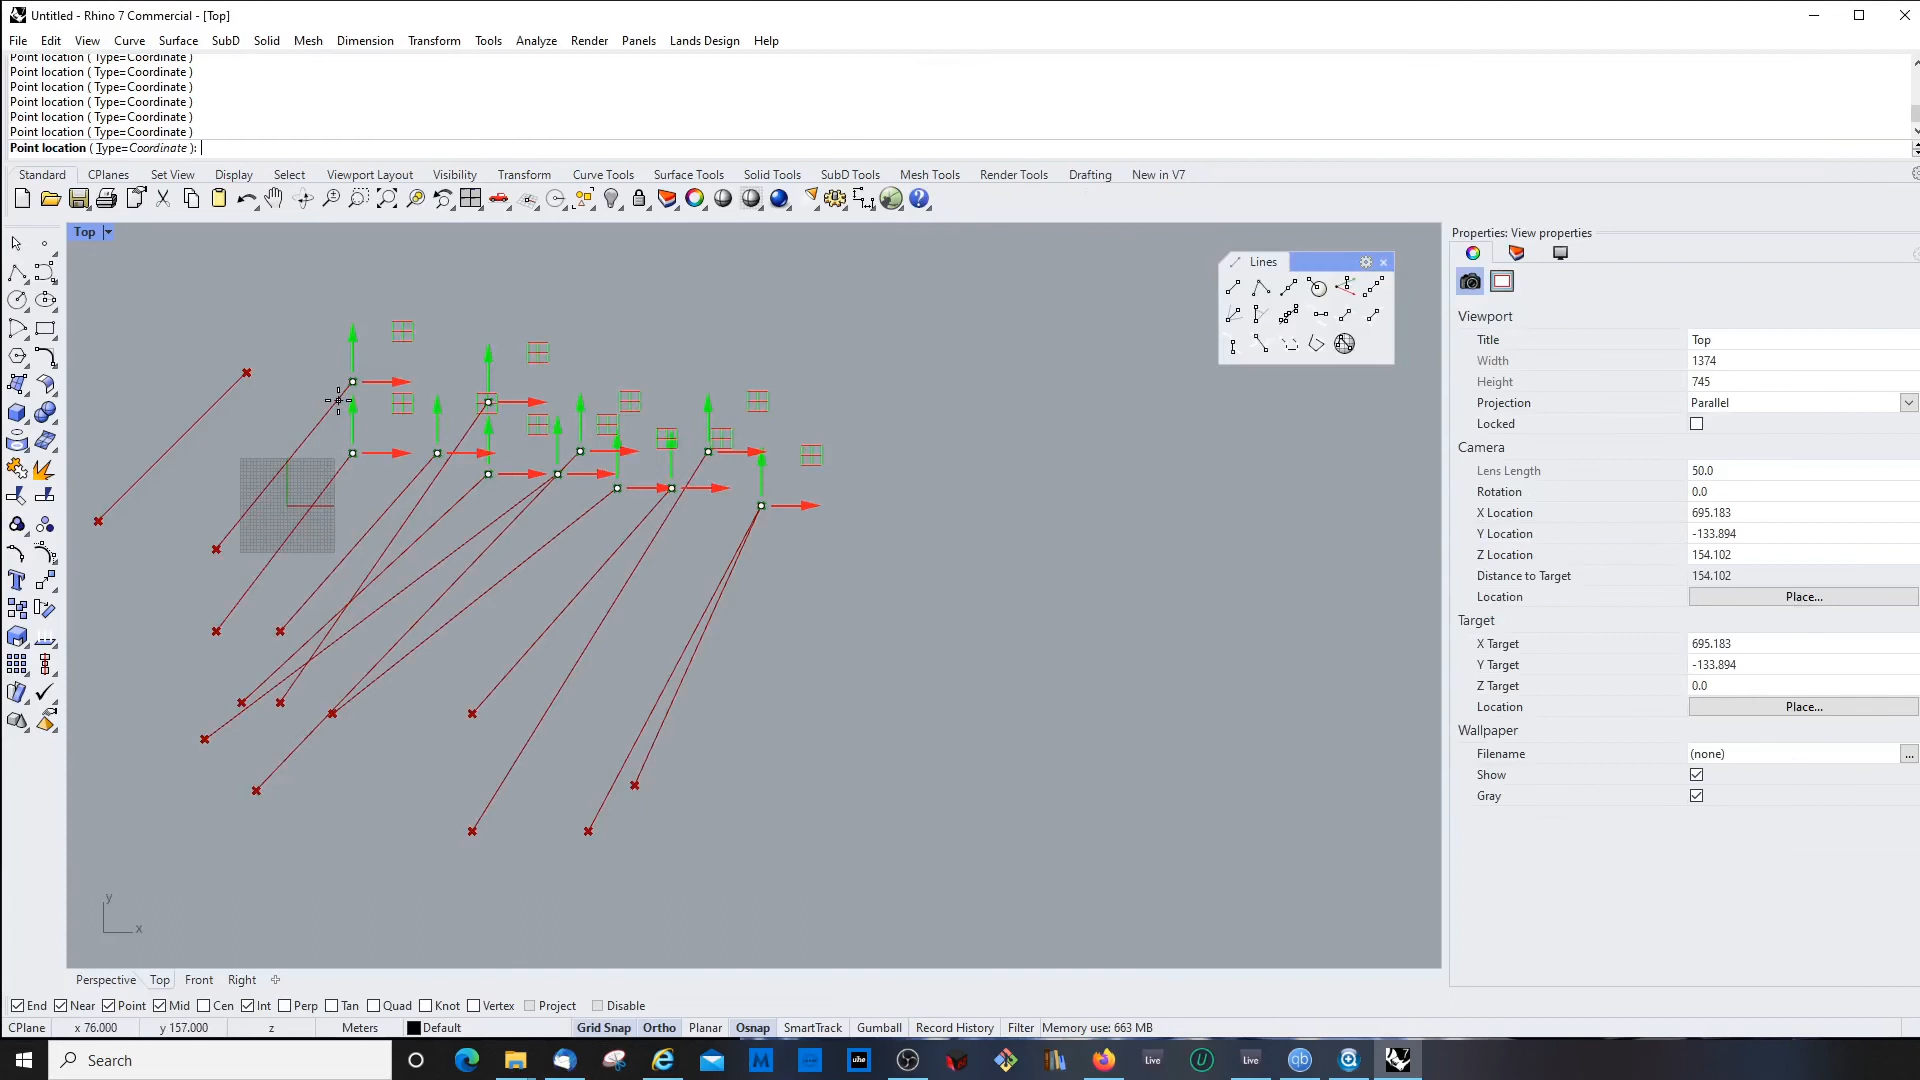 Untitled - Rhino 7 Commercial - [Top]
File Edit View Curve Surface SubD Solid Mesh Dimension Transform Tools Analyze Render Panels Lands Design Help
Point location ( Type=Coordinate )
Point location ( Type=Coordinate )
Point location ( Type=Coordinate )
Point location ( Type=Coordinate )
Point location ( Type=Coordinate )
Point location ( Type=Coordinate )
Point location ( Type=Coordinate ):
Standard CPlanes Set View Display Select Viewport Layout Visibility Transform Curve Tools Surface Tools Solid Tools SubD Tools Mesh Tools Render Tools Drafting New in V7
Top
Lines
Properties: View properties
Viewport
Title Top
Width 1374
Height 745
Projection Parallel
Locked
Camera
Lens Length 50.0
Rotation 0.0
X Location 695.183
Y Location -133.894
Z Location 154.102
Distance to Target 154.102
Location Place...
Target
X Target 695.183
Y Target -133.894
Z Target 0.0
Location Place...
Wallpaper
Filename (none) ...
Show
Gray
y
x
Perspective Top Front Right
End Near Point Mid Cen Int Perp Tan Quad Knot Vertex Project Disable
CPlane x 76.000 y 157.000 z Meters Default Grid Snap Ortho Planar Osnap SmartTrack Gumball Record History Filter Memory use: 663 MB
Search M uhe Live U Live qb